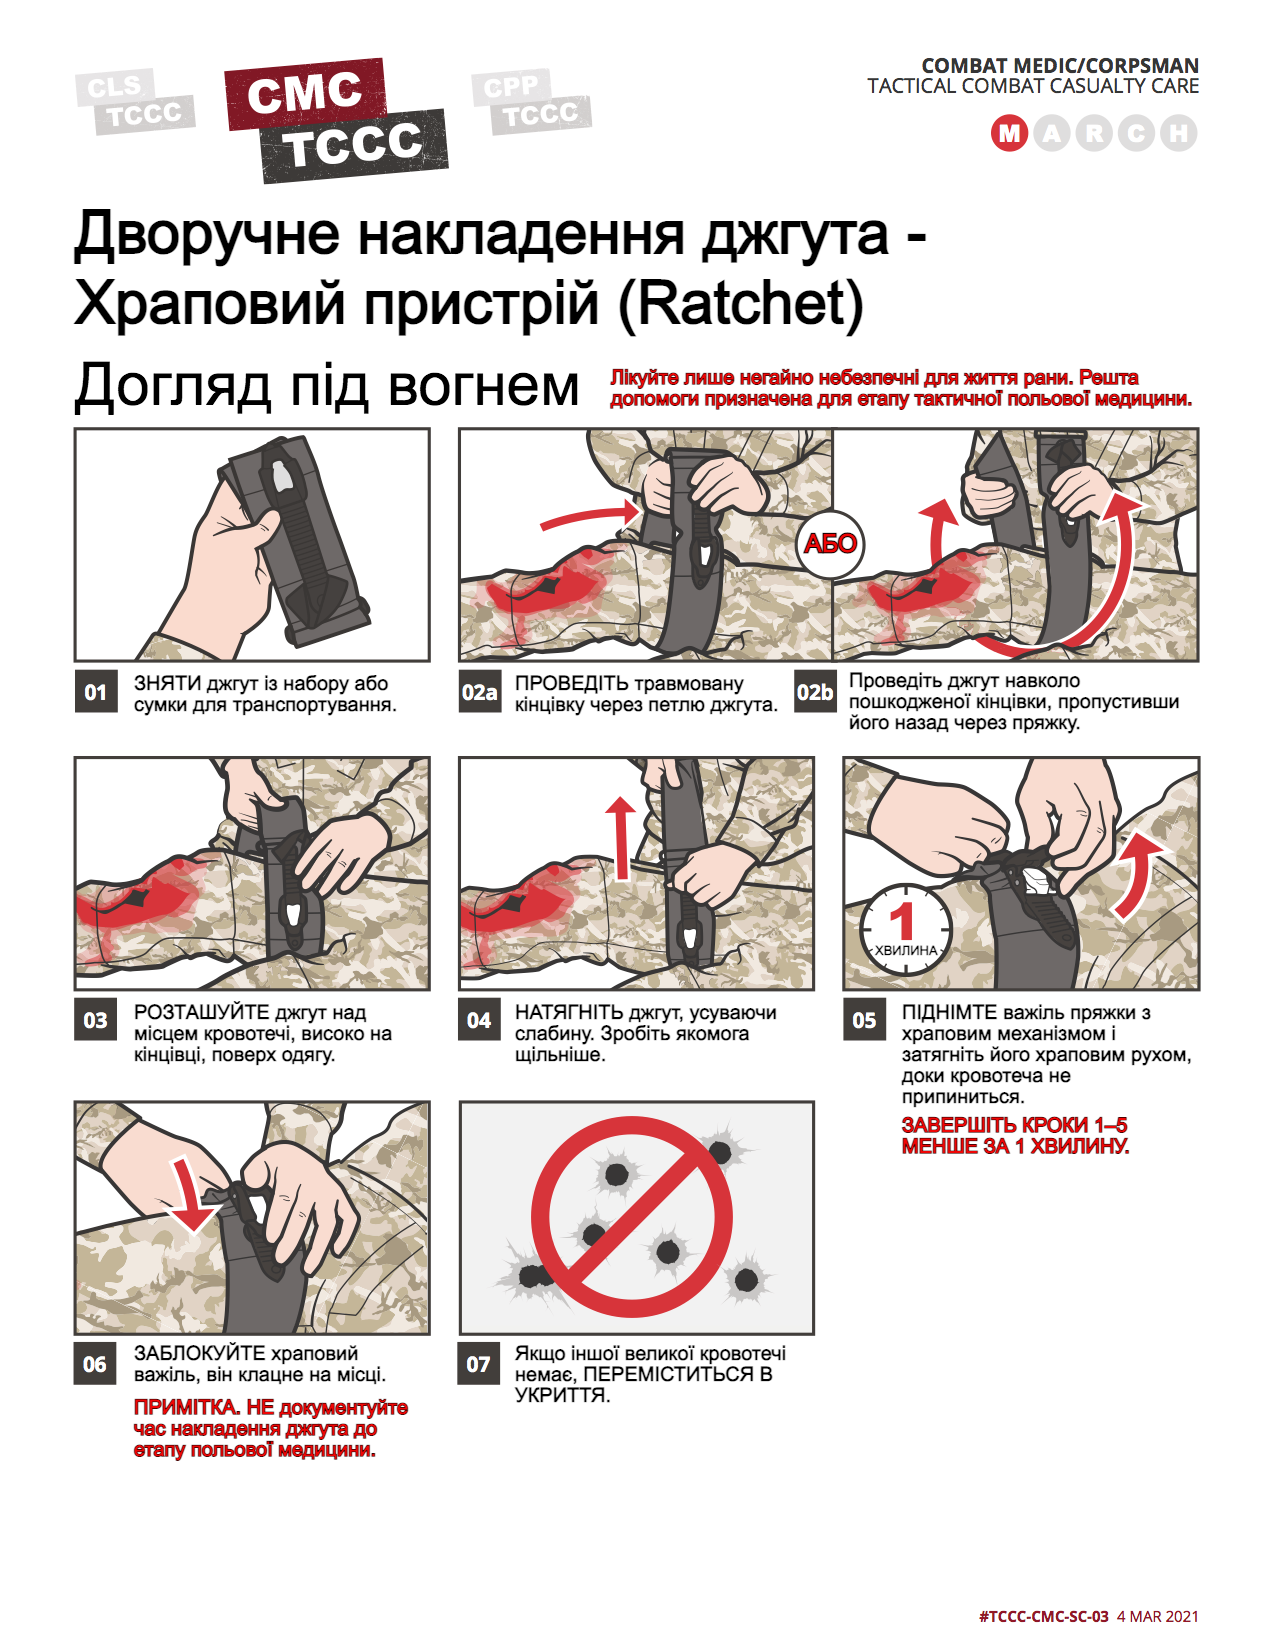 CLS
TCCC
CMC
TCCC
CPP
TCCC
COMBAT MEDIC/CORPSMAN
TACTICAL COMBAT CASUALTY CARE
M A R C H
Дворучне накладення джгута -
Храповий пристрій (Ratchet)
Догляд під вогнем
Лікуйте лише негайно небезпечні для життя рани. Решта
допомоги призначена для етапу тактичної польової медицини.
АБО
01
ЗНЯТИ джгут із набору або
сумки для транспортування.
02a
ПРОВЕДІТЬ травмовану
кінцівку через петлю джгута.
02b
Проведіть джгут навколо
пошкодженої кінцівки, пропустивши
його назад через пряжку.
1
ХВИЛИНА
03
РОЗТАШУЙТЕ джгут над
місцем кровотечі, високо на
кінцівці, поверх одягу.
04
НАТЯГНІТЬ джгут, усуваючи
слабину. Зробіть якомога
щільніше.
05
ПІДНІМТЕ важіль пряжки з
храповим механізмом і
затягніть його храповим рухом,
доки кровотеча не
припиниться.
ЗАВЕРШІТЬ КРОКИ 1–5
МЕНШЕ ЗА 1 ХВИЛИНУ.
06
ЗАБЛОКУЙТЕ храповий
важіль, він клацне на місці.
ПРИМІТКА. НЕ документуйте
час накладення джгута до
етапу польової медицини.
07
Якщо іншої великої кровотечі
немає, ПЕРЕМІСТИТЬСЯ В
УКРИТТЯ.
#TCCC-CMC-SC-03 4 MAR 2021